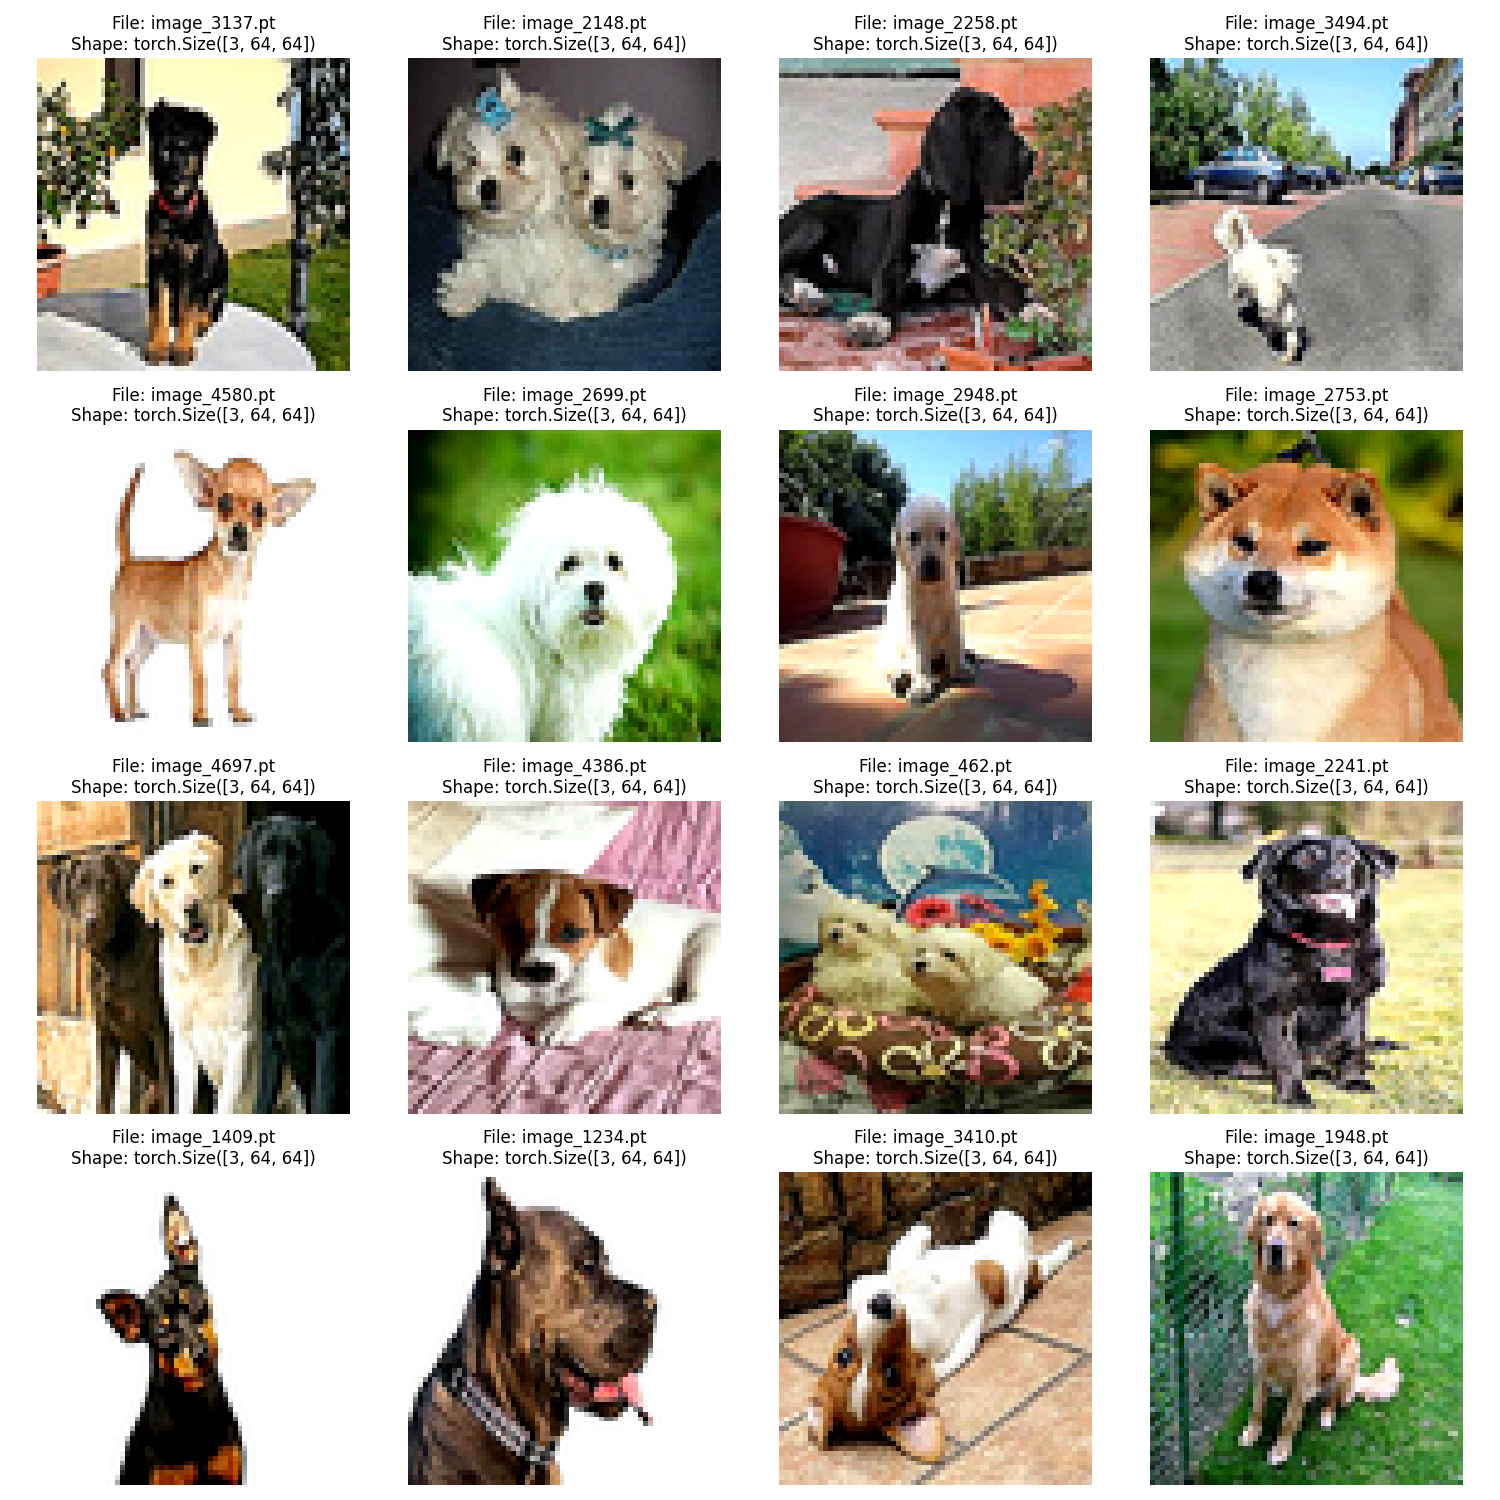 File: image_3137.pt
Shape: torch.Size([3, 64, 64])
File: image_2148.pt
Shape: torch.Size([3, 64, 64])
File: image_2258.pt
Shape: torch.Size([3, 64, 64])
File: image_3494.pt
Shape: torch.Size([3, 64, 64])
File: image_4580.pt
Shape: torch.Size([3, 64, 64])
File: image_2699.pt
Shape: torch.Size([3, 64, 64])
File: image_2948.pt
Shape: torch.Size([3, 64, 64])
File: image_2753.pt
Shape: torch.Size([3, 64, 64])
File: image_4697.pt
Shape: torch.Size([3, 64, 64])
File: image_4386.pt
Shape: torch.Size([3, 64, 64])
File: image_462.pt
Shape: torch.Size([3, 64, 64])
File: image_2241.pt
Shape: torch.Size([3, 64, 64])
File: image_1409.pt
Shape: torch.Size([3, 64, 64])
File: image_1234.pt
Shape: torch.Size([3, 64, 64])
File: image_3410.pt
Shape: torch.Size([3, 64, 64])
File: image_1948.pt
Shape: torch.Size([3, 64, 64])